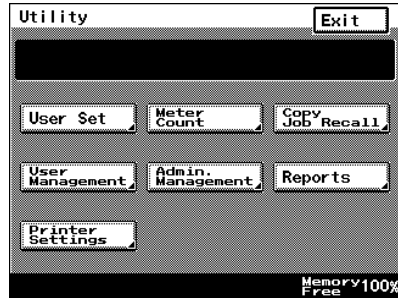 Utility
Exit
User Set
Meter
Count
Copy
Job Recall
User
Management
Admin.
Management
Reports
Printer
Settings
Memory
Free 100%